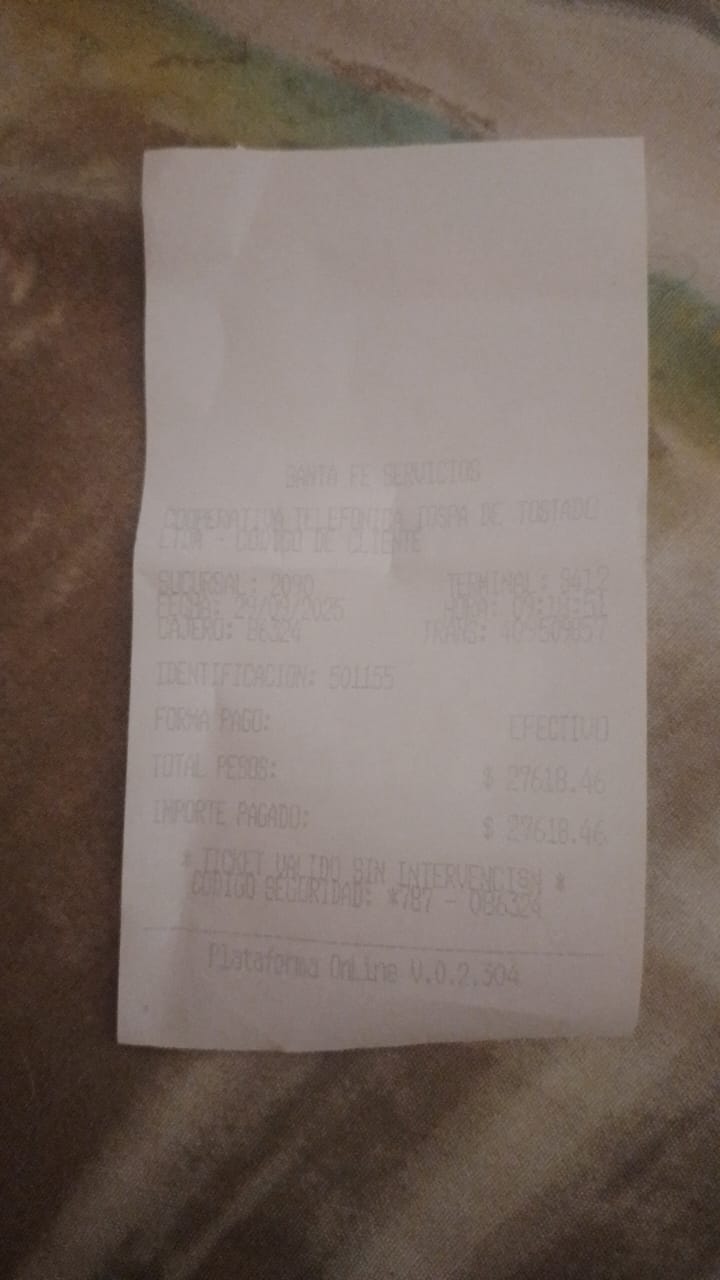 SANTA FE SERVICIOS
COOPERATIVA TELEFONICA TOSPA DE TOSTADO
LTDA - CODIGO DE CLIENTE
SUCURSAL: 2090 TERMINAL: 9412
FECHA: 29/09/2025 HORA:
CAJERO: 86324 TRANS:
IDENTIFICACION: 501155
FORMA PAGO: EFECTIVO
TOTAL PESOS: $ 27618.46
IMPORTE PAGADO: $ 27618.46
* TICKET VALIDO SIN INTERVENCION *
CODIGO SEGURIDAD: *787 - 086324
Plataforma OnLine V.0.2.304